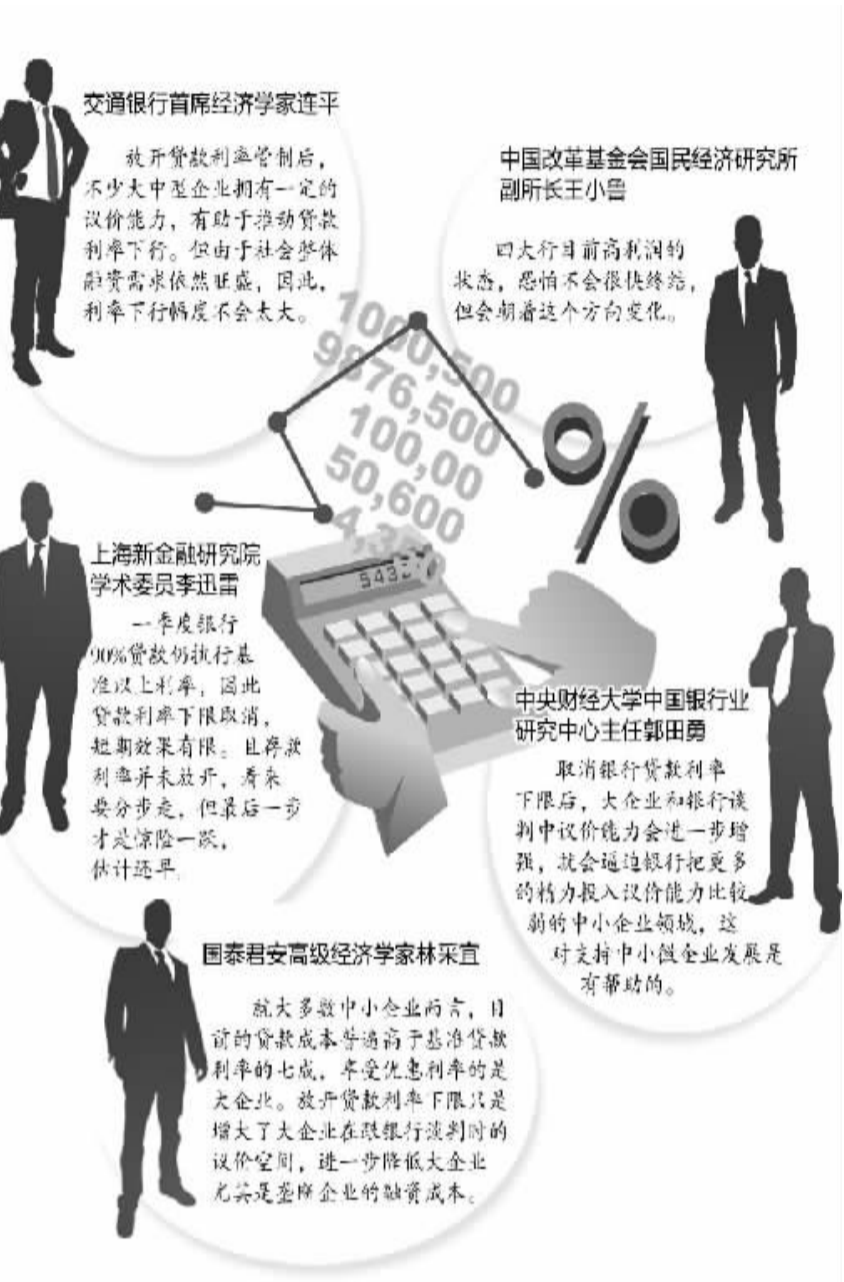 交通银行首席经济学家连平
放开贷款利率管制后，
不少大中型企业拥有一定的
议价能力，有助于推动贷款
利率下行。但由于社会整体
融资需求依然旺盛，因此，
利率下行幅度不会太大。
中国改革基金会国民经济研究所
副所长王小鲁
四大行目前高利润的
状态，恐怕不会很快终结，
但会朝着这个方向变化。
1000,500
9876,500
100,00
50,600
4,35
5432
上海新金融研究院
学术委员李迅雷
一季度银行
90%贷款仍执行基
准以上利率，因此
贷款利率下限取消，
短期效果有限。且存款
利率并未放开，看来
要分步走，但最后一步
才是惊险一跃，
估计还早。
中央财经大学中国银行业
研究中心主任郭田勇
取消银行贷款利率
下限后，大企业和银行谈
判中议价能力会进一步增
强，就会逼迫银行把更多
的精力投入议价能力比较
弱的中小企业领域，这
对支持中小微企业发展是
有帮助的。
国泰君安高级经济学家林采宜
就大多数中小企业而言，目
前的贷款成本普遍高于基准贷款
利率的七成，享受优惠利率的是
大企业。放开贷款利率下限只是
增大了大企业在跟银行谈判时的
议价空间，进一步降低大企业
尤其是垄断企业的融资成本。